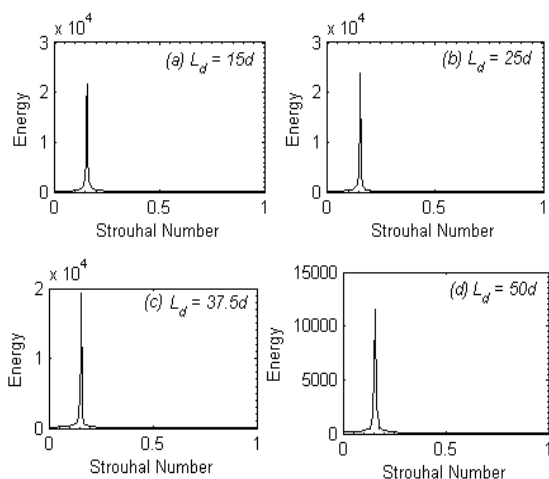 x 10^4
3
2
1
0
Energy
(a) L_d = 15d
0
0.5
1
Strouhal Number
x 10^4
3
2
1
0
Energy
(b) L_d = 25d
0
0.5
1
Strouhal Number
x 10^4
2
1
0
Energy
(c) L_d = 37.5d
0
0.5
1
Strouhal Number
15000
10000
5000
0
Energy
(d) L_d = 50d
0
0.5
1
Strouhal Number